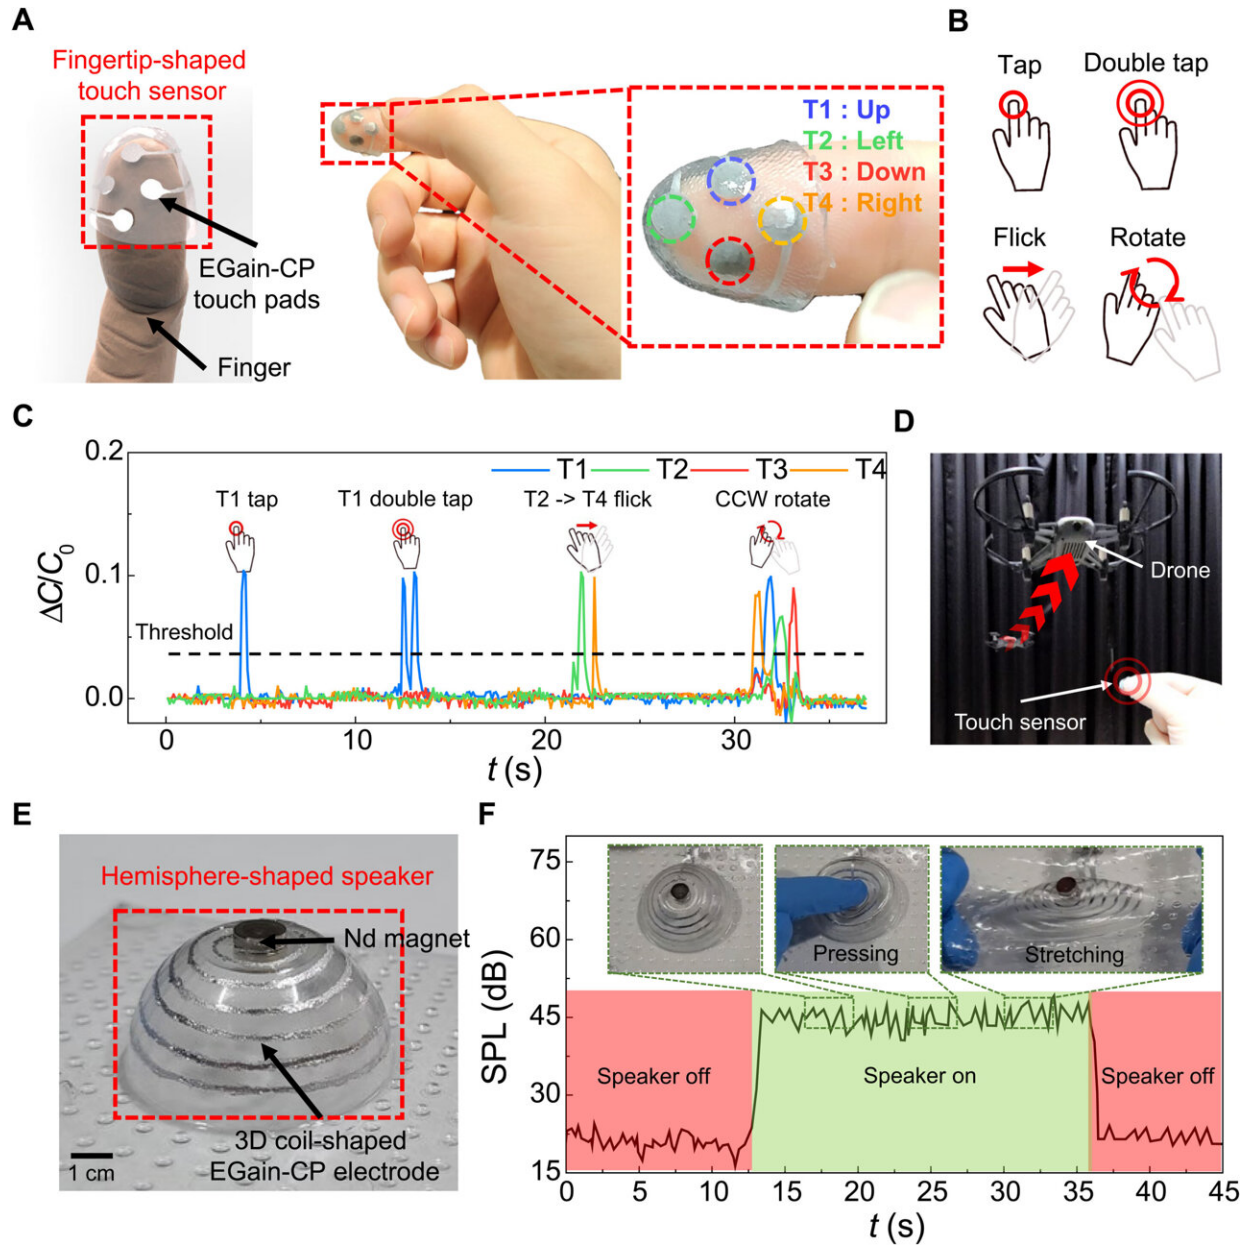 A
Fingertip-shaped
touch sensor
EGain-CP
touch pads
Finger
T1 : Up
T2 : Left
T3 : Down
T4 : Right
B
Tap
Double tap
Flick
Rotate
C
0.2
0.1
0.0
ΔC/C0
T1
T2
T3
T4
T1 tap
T1 double tap
T2 -> T4 flick
CCW rotate
Threshold
0
10
20
30
t (s)
D
Drone
Touch sensor
E
Hemisphere-shaped speaker
Nd magnet
3D coil-shaped
EGain-CP electrode
1 cm
F
75
60
45
30
15
SPL (dB)
Pressing
Stretching
Speaker off
Speaker on
Speaker off
0
5
10
15
20
25
30
35
40
45
t (s)